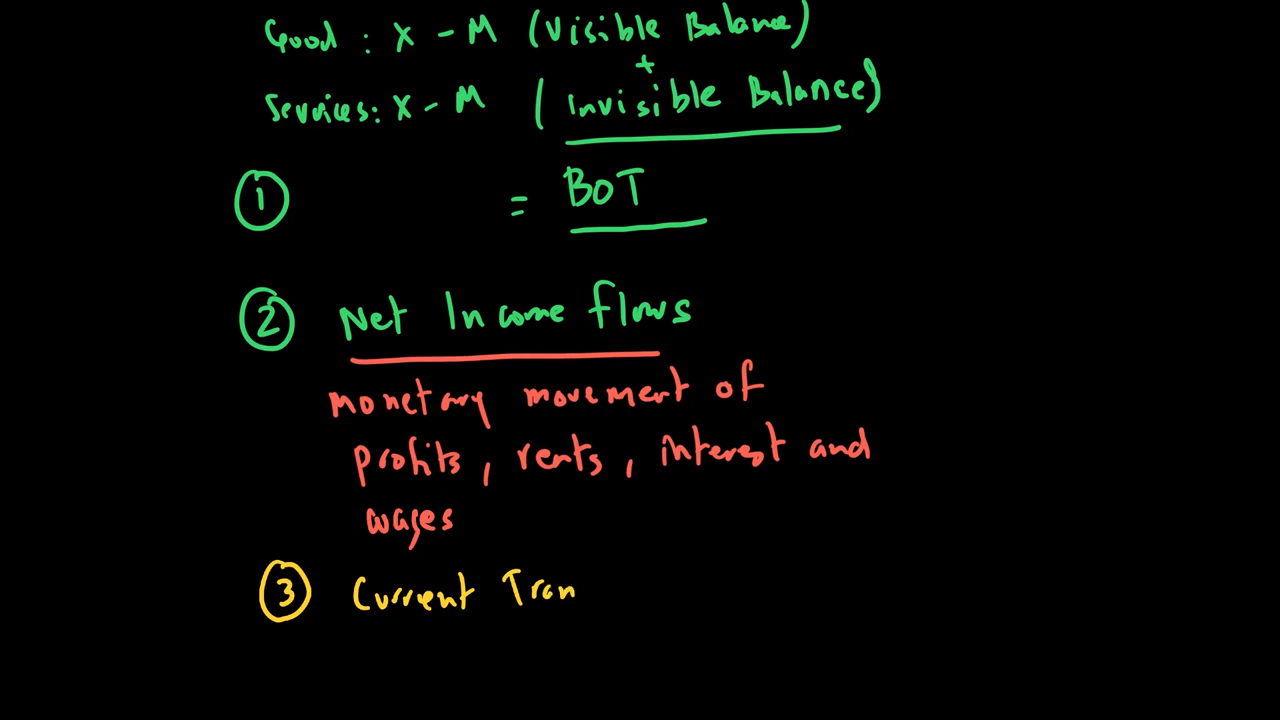 Good : X - M (Visible Balance)
+
Services: X - M (Invisible Balance)
1 = BOT
2 Net Income flows
monetary movement of
profits, rents, interest and
wages
3 Current Tran